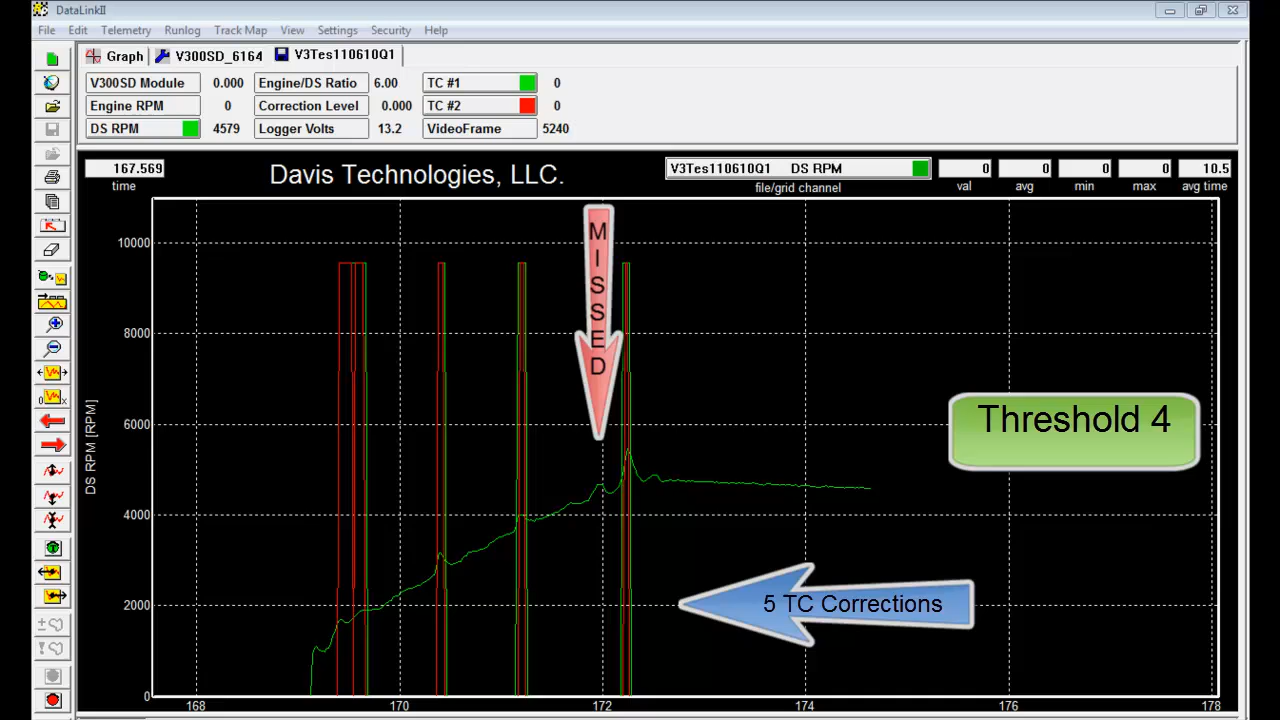 DataLinkII
File Edit Telemetry Runlog Track Map View Settings Security Help
Graph V300SD_6164 V3Tes110610Q1
V300SD Module 0.000 Engine/DS Ratio 6.00 TC #1 0
Engine RPM 0 Correction Level 0.000 TC #2 0
DS RPM 4579 Logger Volts 13.2 VideoFrame 5240
167.569 Davis Technologies, LLC. V3Tes110610Q1 DS RPM 0 0 0 0 10.5
time file/grid channel val avg min max avg time
DS RPM [RPM]
10000
8000
6000
4000
2000
0
MISSED
Threshold 4
5 TC Corrections
168 170 172 174 176 178